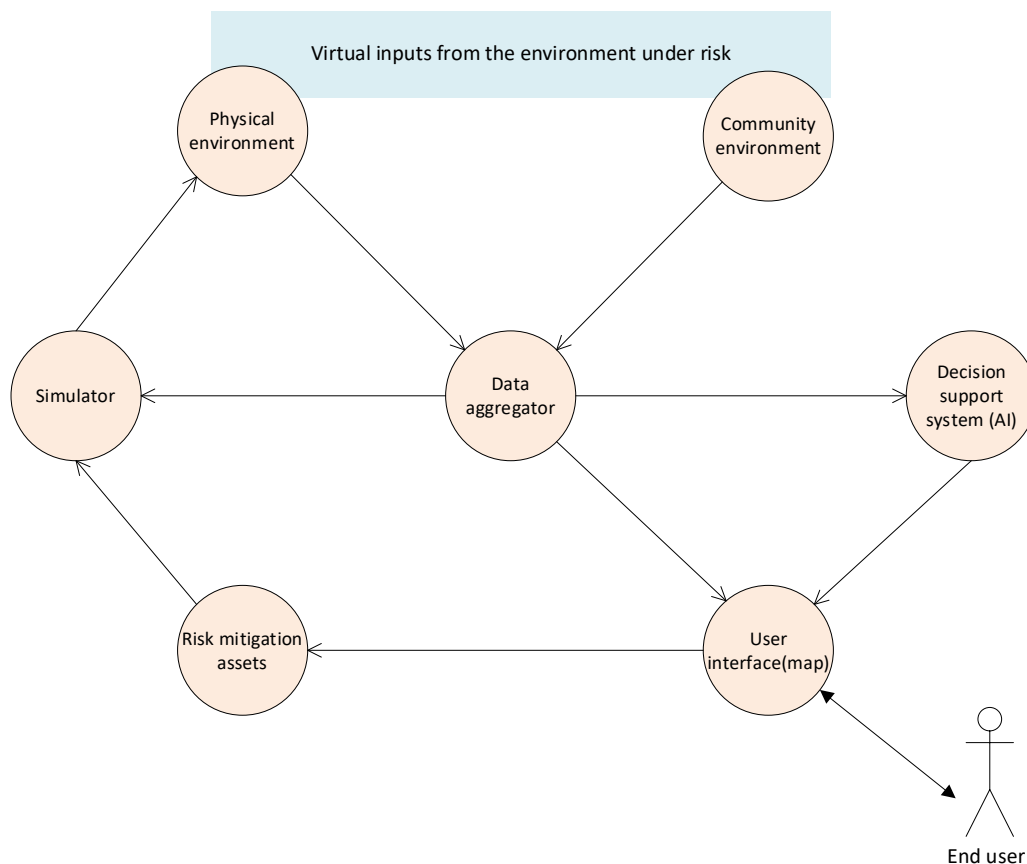 Virtual inputs from the environment under risk
Physical
environment
Community
environment
Simulator
Data
aggregator
Decision
support
system (AI)
Risk mitigation
assets
User
interface(map)
End user